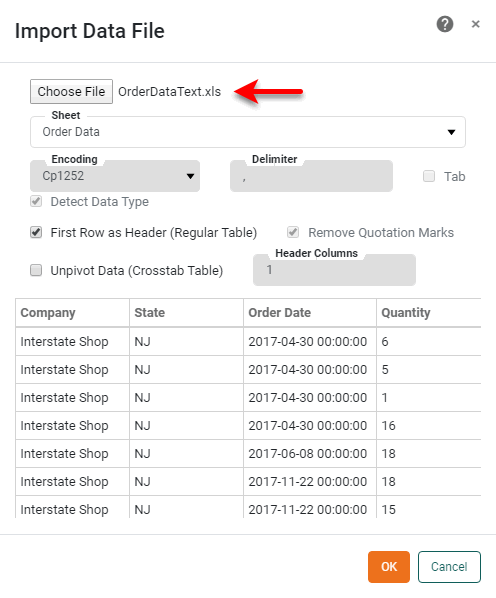 Import Data File
? ×
Choose File OrderDataText.xls
Sheet
Order Data
Encoding Delimiter
Cp1252 , Tab
Detect Data Type
First Row as Header (Regular Table) Remove Quotation Marks
Header Columns
Unpivot Data (Crosstab Table) 1
Company State Order Date Quantity
Interstate Shop NJ 2017-04-30 00:00:00 6
Interstate Shop NJ 2017-04-30 00:00:00 5
Interstate Shop NJ 2017-04-30 00:00:00 1
Interstate Shop NJ 2017-04-30 00:00:00 16
Interstate Shop NJ 2017-06-08 00:00:00 18
Interstate Shop NJ 2017-11-22 00:00:00 18
Interstate Shop NJ 2017-11-22 00:00:00 15
OK Cancel